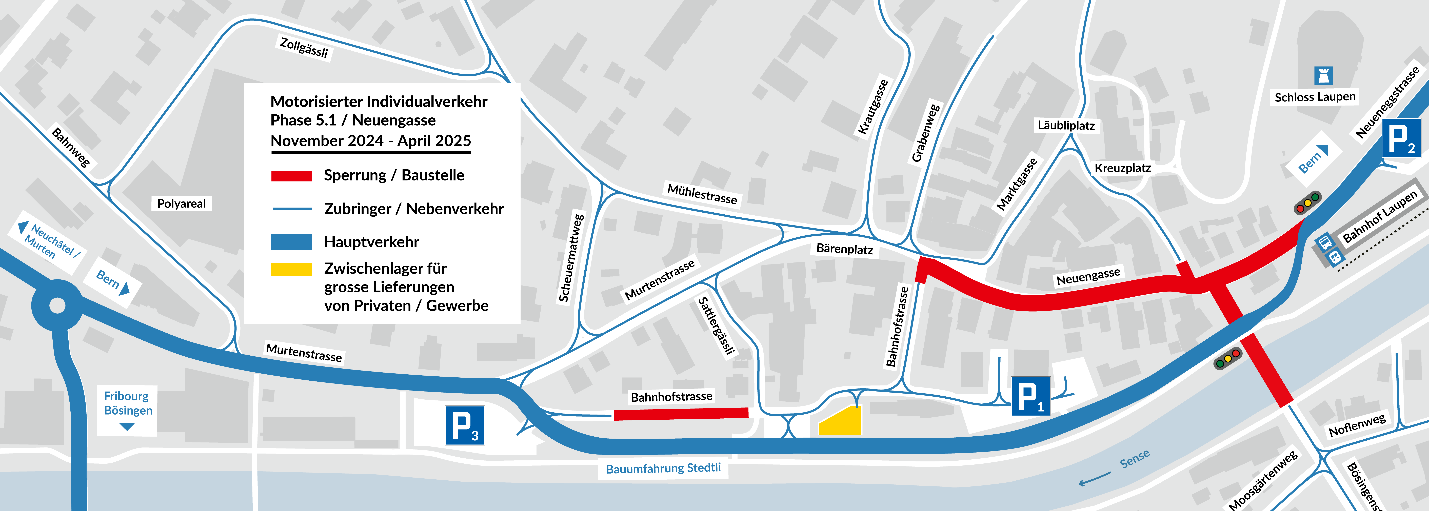 Zollgässli
Motorisierter Individualverkehr
Phase 5.1 / Neuengasse
November 2024 - April 2025
Sperrung / Baustelle
Zubringer / Nebenverkehr
Hauptverkehr
Zwischenlager für
grosse Lieferungen
von Privaten / Gewerbe
Bahnweg
Polyareal
Neuchâtel /
Murten
Bern
Murtenstrasse
Fribourg
Bösingen
P3
Scheuermattweg
Mühlestrasse
Murtenstrasse
Sattlergässli
Bahnhofstrasse
Bauumfahrung Stedtli
Krautgasse
Grabenweg
Bärenplatz
Bahnhofstrasse
Marktgasse
Läubliplatz
Kreuzplatz
Neuengasse
P1
Schloss Laupen
Neueneggstrasse
P2
Bern
Bahnhof Laupen
Sense
Noflenweg
Moosgärtenweg
Bösingens